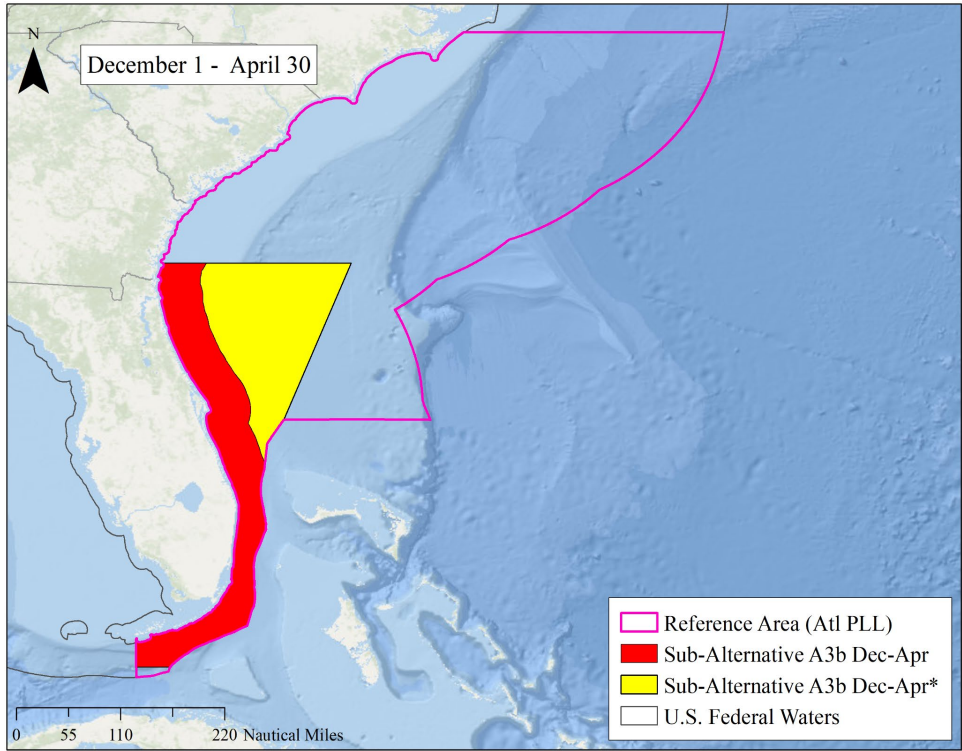 N
December 1 - April 30
Reference Area (Atl PLL)
Sub-Alternative A3b Dec-Apr
Sub-Alternative A3b Dec-Apr*
U.S. Federal Waters
0 55 110 220 Nautical Miles